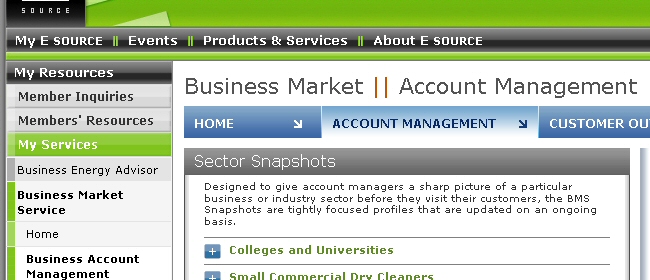 SOURCE
My E SOURCE || Events || Products & Services || About E SOURCE
My Resources
Member Inquiries
Members' Resources
My Services
Business Energy Advisor
Business Market
Service
Home
Business Account
Management
Business Market || Account Management
HOME
ACCOUNT MANAGEMENT
CUSTOMER OU
Sector Snapshots
Designed to give account managers a sharp picture of a particular
business or industry sector before they visit their customers, the BMS
Snapshots are tightly focused profiles that are updated on an ongoing
basis.
Colleges and Universities
Small Commercial Dry Cleaners